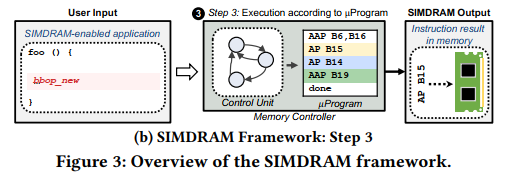 User Input
SIMDRAM-enabled application
foo () {
bbop_new
}
3 Step 3: Execution according to μProgram
Control Unit
AAP B6,B16
AP B15
AP B14
AAP B19
done
μProgram
Memory Controller
SIMDRAM Output
Instruction result
in memory
AP B15
(b) SIMDRAM Framework: Step 3
Figure 3: Overview of the SIMDRAM framework.